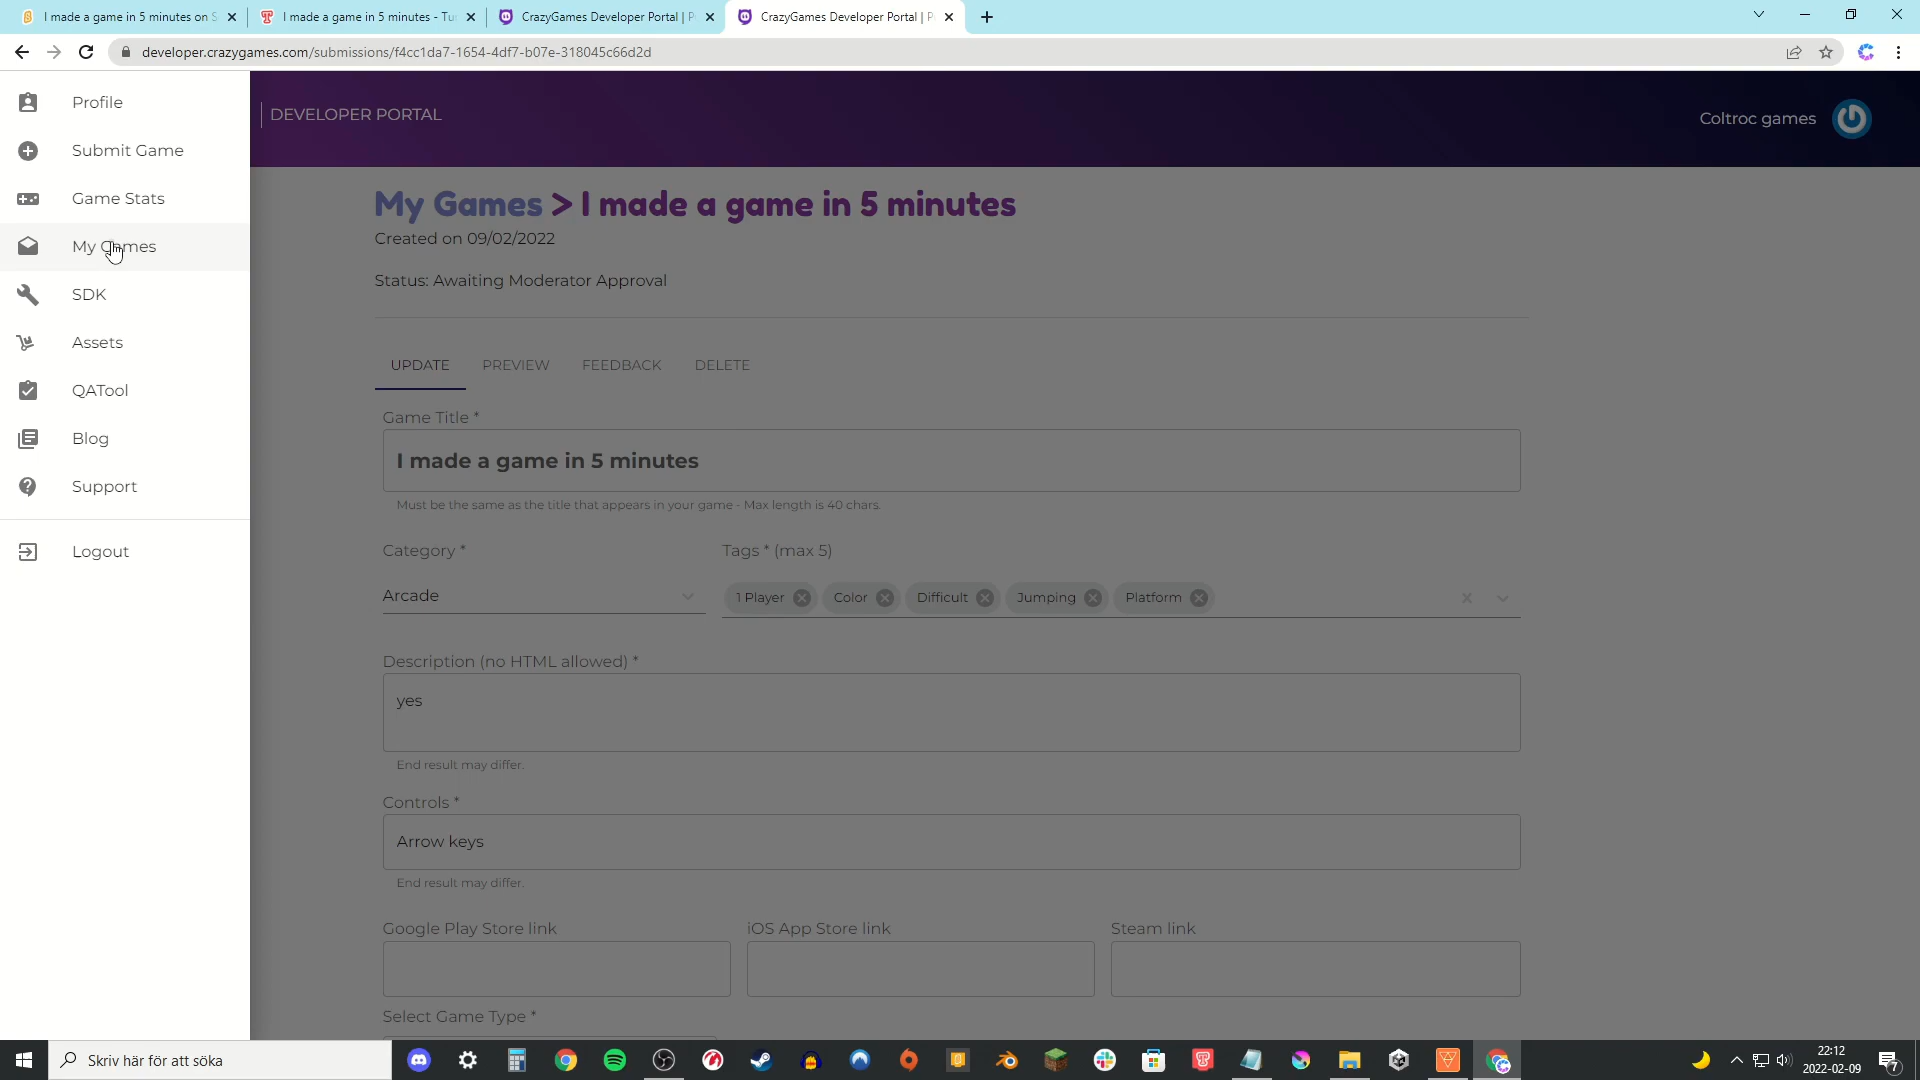 I made a game in 5 minutes on S
I made a game in 5 minutes - Tu
CrazyGames Developer Portal | P
CrazyGames Developer Portal | P
developer.crazygames.com/submissions/f4cc1da7-1654-4df7-b07e-318045c66d2d
Profile
Submit Game
Game Stats
My Games
SDK
Assets
QATool
Blog
Support
Logout
DEVELOPER PORTAL
Coltroc games
My Games > I made a game in 5 minutes
Created on 09/02/2022
Status: Awaiting Moderator Approval
UPDATE PREVIEW FEEDBACK DELETE
Game Title *
I made a game in 5 minutes
Must be the same as the title that appears in your game - Max length is 40 chars.
Category * Tags * (max 5)
Arcade 1 Player Color Difficult Jumping Platform
Description (no HTML allowed) *
yes
End result may differ.
Controls *
Arrow keys
End result may differ.
Google Play Store link iOS App Store link Steam link
Select Game Type *
Skriv här för att söka
22:12
2022-02-09
7